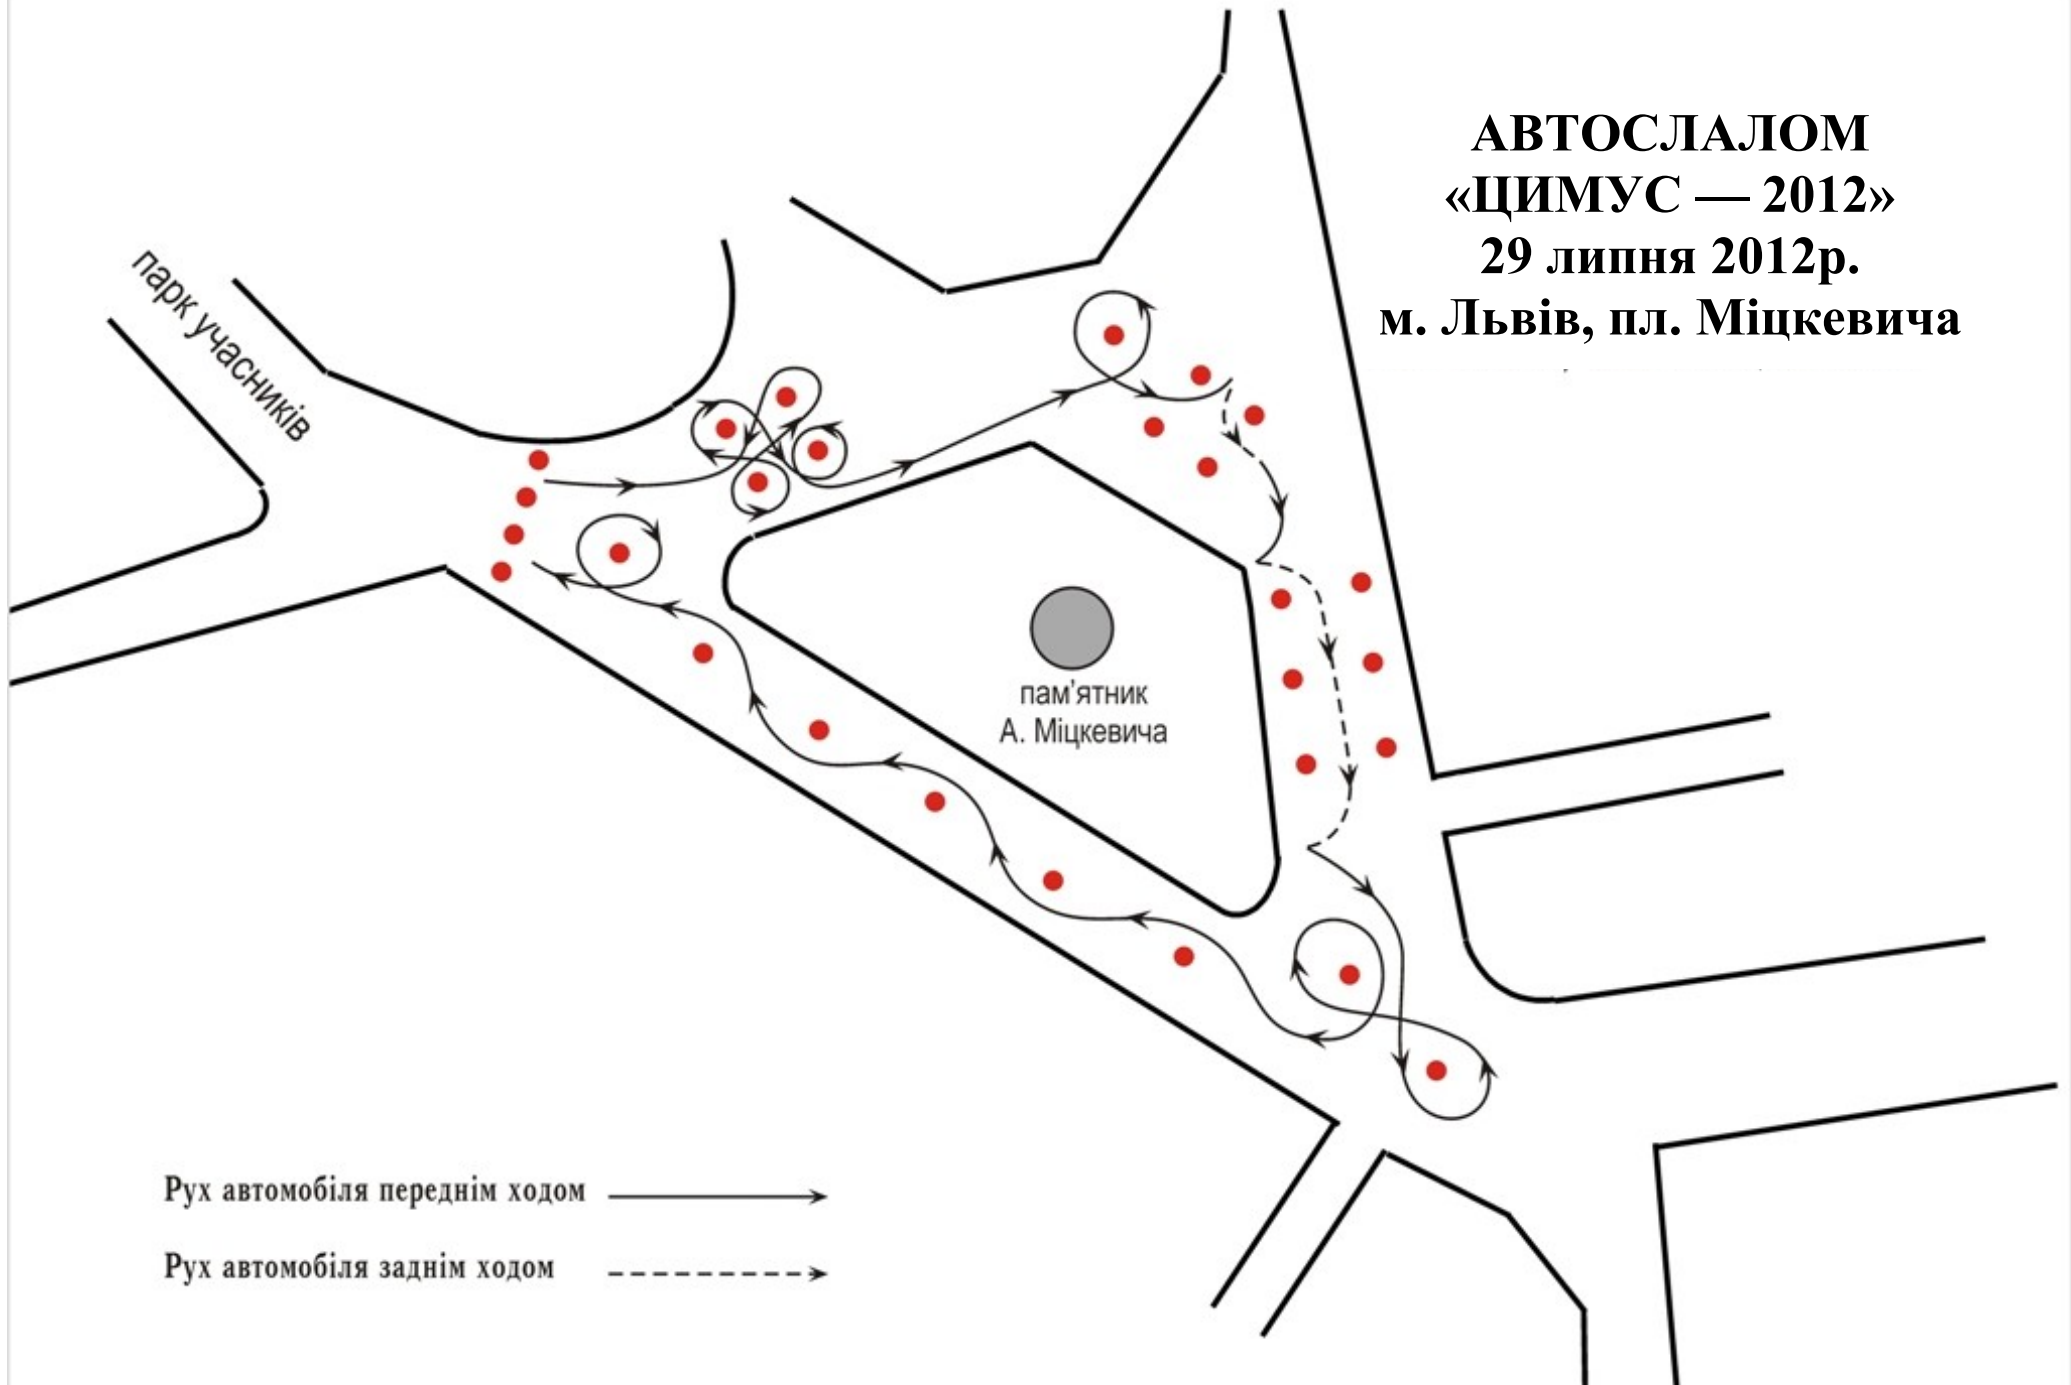 АВТОСЛАЛОМ
«ЦИМУС — 2012»
29 липня 2012р.
м. Львів, пл. Міцкевича
парк учасників
пам'ятник
А. Міцкевича
Рух автомобіля переднім ходом
Рух автомобіля заднім ходом